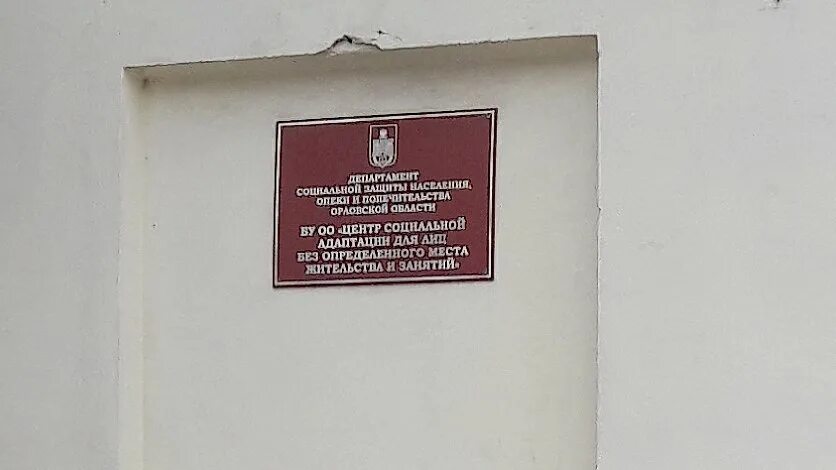 ДЕПАРТАМЕНТ
СОЦИАЛЬНОЙ ЗАЩИТЫ НАСЕЛЕНИЯ,
ОПЕКИ И ПОПЕЧИТЕЛЬСТВА
ОРЛОВСКОЙ ОБЛАСТИ
БУ ОО «ЦЕНТР СОЦИАЛЬНОЙ
АДАПТАЦИИ ДЛЯ ЛИЦ
БЕЗ ОПРЕДЕЛЕННОГО МЕСТА
ЖИТЕЛЬСТВА И ЗАНЯТИЙ»